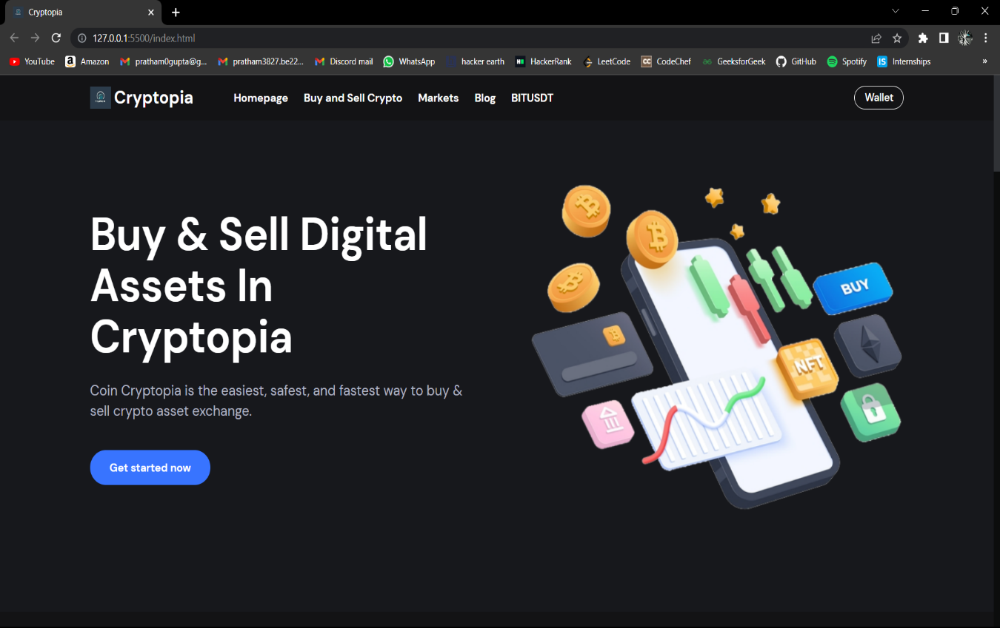 Cryptopia
127.0.0.1:5500/index.html
YouTube Amazon pratham0gupta@g... pratham3827.be22... Discord mail WhatsApp hacker earth HackerRank LeetCode CodeChef GeeksforGeek GitHub Spotify Internships »
Cryptopia Homepage Buy and Sell Crypto Markets Blog BITUSDT Wallet
Buy & Sell Digital
Assets In
Cryptopia
Coin Cryptopia is the easiest, safest, and fastest way to buy &
sell crypto asset exchange.
Get started now
BUY
NFT